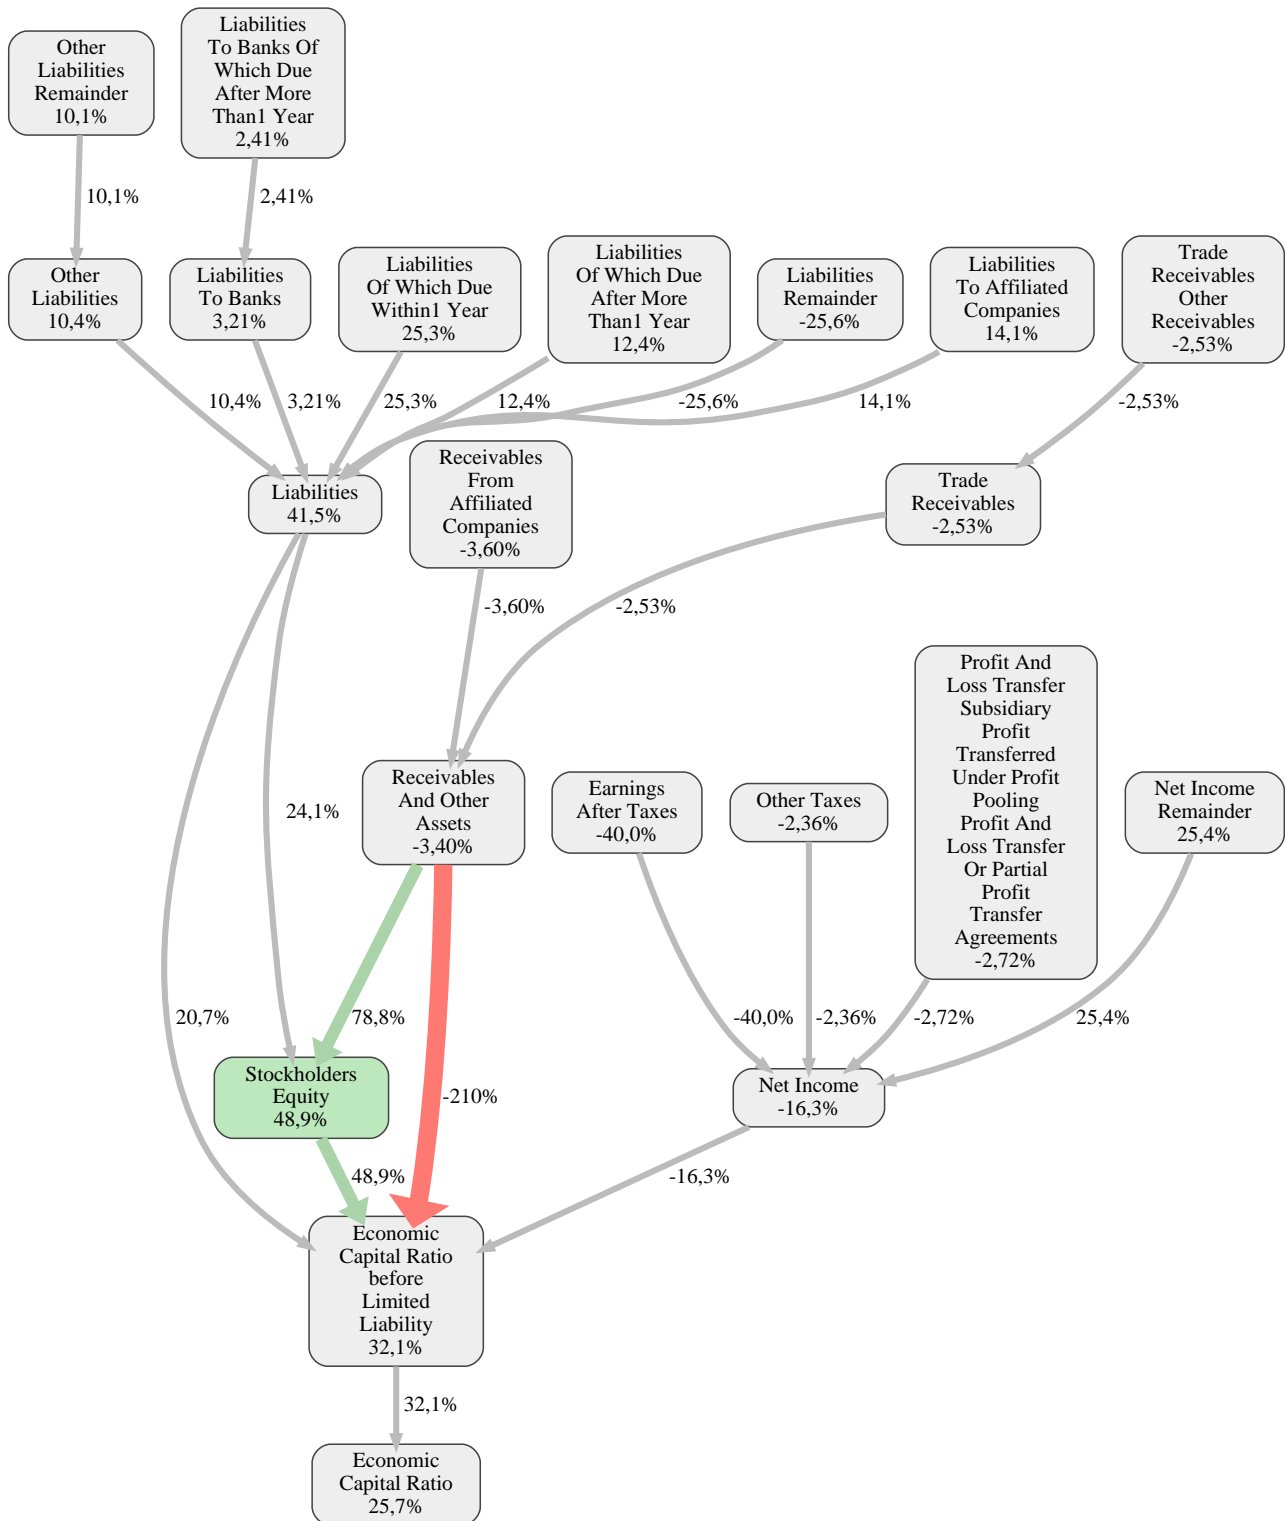 Other
Liabilities
Remainder
10,1%
Liabilities
To Banks Of
Which Due
After More
Than1 Year
2,41%
10,1%
2,41%
Other
Liabilities
10,4%
Liabilities
To Banks
3,21%
Liabilities
Of Which Due
Within1 Year
25,3%
Liabilities
Of Which Due
After More
Than1 Year
12,4%
Liabilities
Remainder
-25,6%
Liabilities
To Affiliated
Companies
14,1%
Trade
Receivables
Other
Receivables
-2,53%
10,4%
3,21%
25,3%
12,4%
-25,6%
14,1%
-2,53%
Liabilities
41,5%
Receivables
From
Affiliated
Companies
-3,60%
Trade
Receivables
-2,53%
-3,60%
-2,53%
Profit And
Loss Transfer
Subsidiary
Profit
Transferred
Under Profit
Pooling
Profit And
Loss Transfer
Or Partial
Profit
Transfer
Agreements
-2,72%
Receivables
And Other
Assets
-3,40%
Earnings
After Taxes
-40,0%
Other Taxes
-2,36%
Net Income
Remainder
25,4%
24,1%
20,7%
78,8%
-210%
-40,0%
-2,36%
-2,72%
25,4%
Stockholders
Equity
48,9%
Net Income
-16,3%
48,9%
-16,3%
Economic
Capital Ratio
before
Limited
Liability
32,1%
32,1%
Economic
Capital Ratio
25,7%